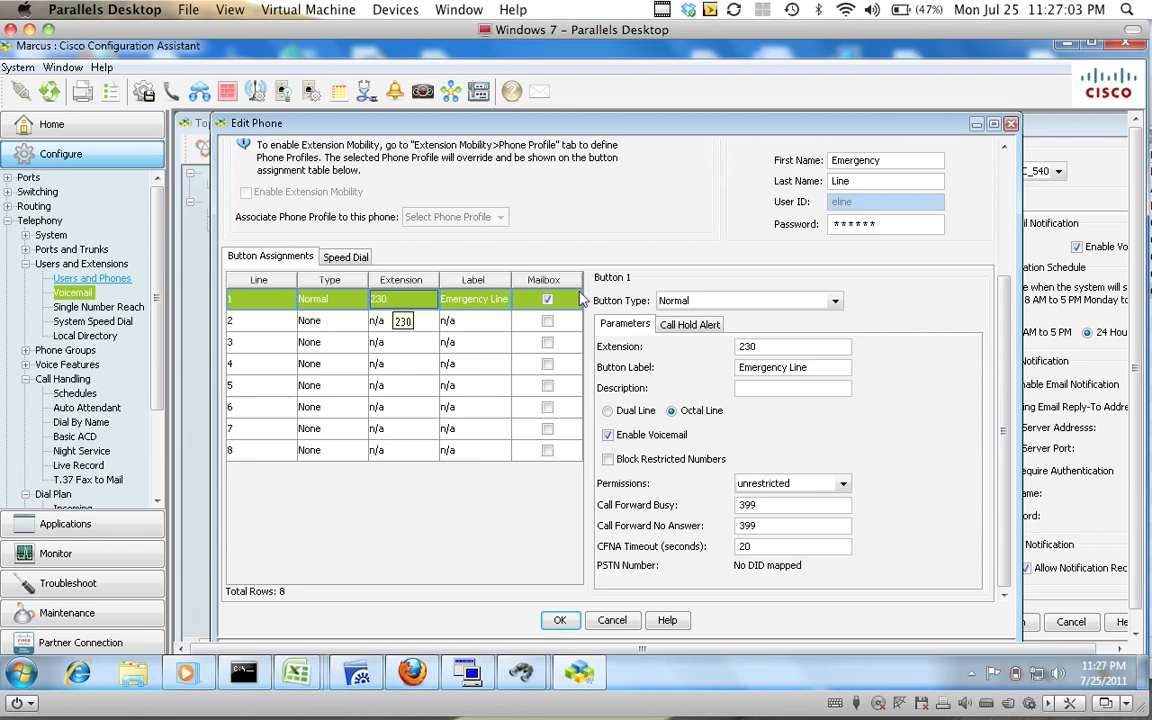 Parallels Desktop File View Virtual Machine Devices Window Help (47%) Mon Jul 25 11:27:03 PM
Windows 7 – Parallels Desktop
Marcus : Cisco Configuration Assistant
System Window Help
CISCO
Home
Configure
Ports
Switching
Routing
Telephony
System
Ports and Trunks
Users and Extensions
Users and Phones
Voicemail
Single Number Reach
System Speed Dial
Local Directory
Phone Groups
Voice Features
Call Handling
Schedules
Auto Attendant
Dial By Name
Basic ACD
Night Service
Live Record
T.37 Fax to Mail
Dial Plan
Incoming
Applications
Monitor
Troubleshoot
Maintenance
Partner Connection
Edit Phone
To enable Extension Mobility, go to "Extension Mobility>Phone Profile" tab to define
Phone Profiles. The selected Phone Profile will override and be shown on the button
assignment table below.
Enable Extension Mobility
Associate Phone Profile to this phone: Select Phone Profile
First Name: Emergency
Last Name: Line
User ID: eline
Password: ******
Button Assignments Speed Dial
Line Type Extension Label Mailbox
1 Normal 230 Emergency Line
2 None n/a 230 n/a
3 None n/a n/a
4 None n/a n/a
5 None n/a n/a
6 None n/a n/a
7 None n/a n/a
8 None n/a n/a
Total Rows: 8
Button 1
Button Type: Normal
Parameters Call Hold Alert
Extension: 230
Button Label: Emergency Line
Description:
Dual Line Octal Line
Enable Voicemail
Block Restricted Numbers
Permissions: unrestricted
Call Forward Busy: 399
Call Forward No Answer: 399
CFNA Timeout (seconds): 20
PSTN Number: No DID mapped
OK Cancel Help
C_540
il Notification
Enable Vo
cation Schedule
e when the system will s
8 AM to 5 PM Monday to
AM to 5 PM 24 Hour
otification
nable Email Notification
ing Email Reply-To Addre
Server Addresss:
Server Port:
equire Authentication
me:
ord:
Notification
Allow Notification Rec
Cancel He
11:27 PM
7/25/2011